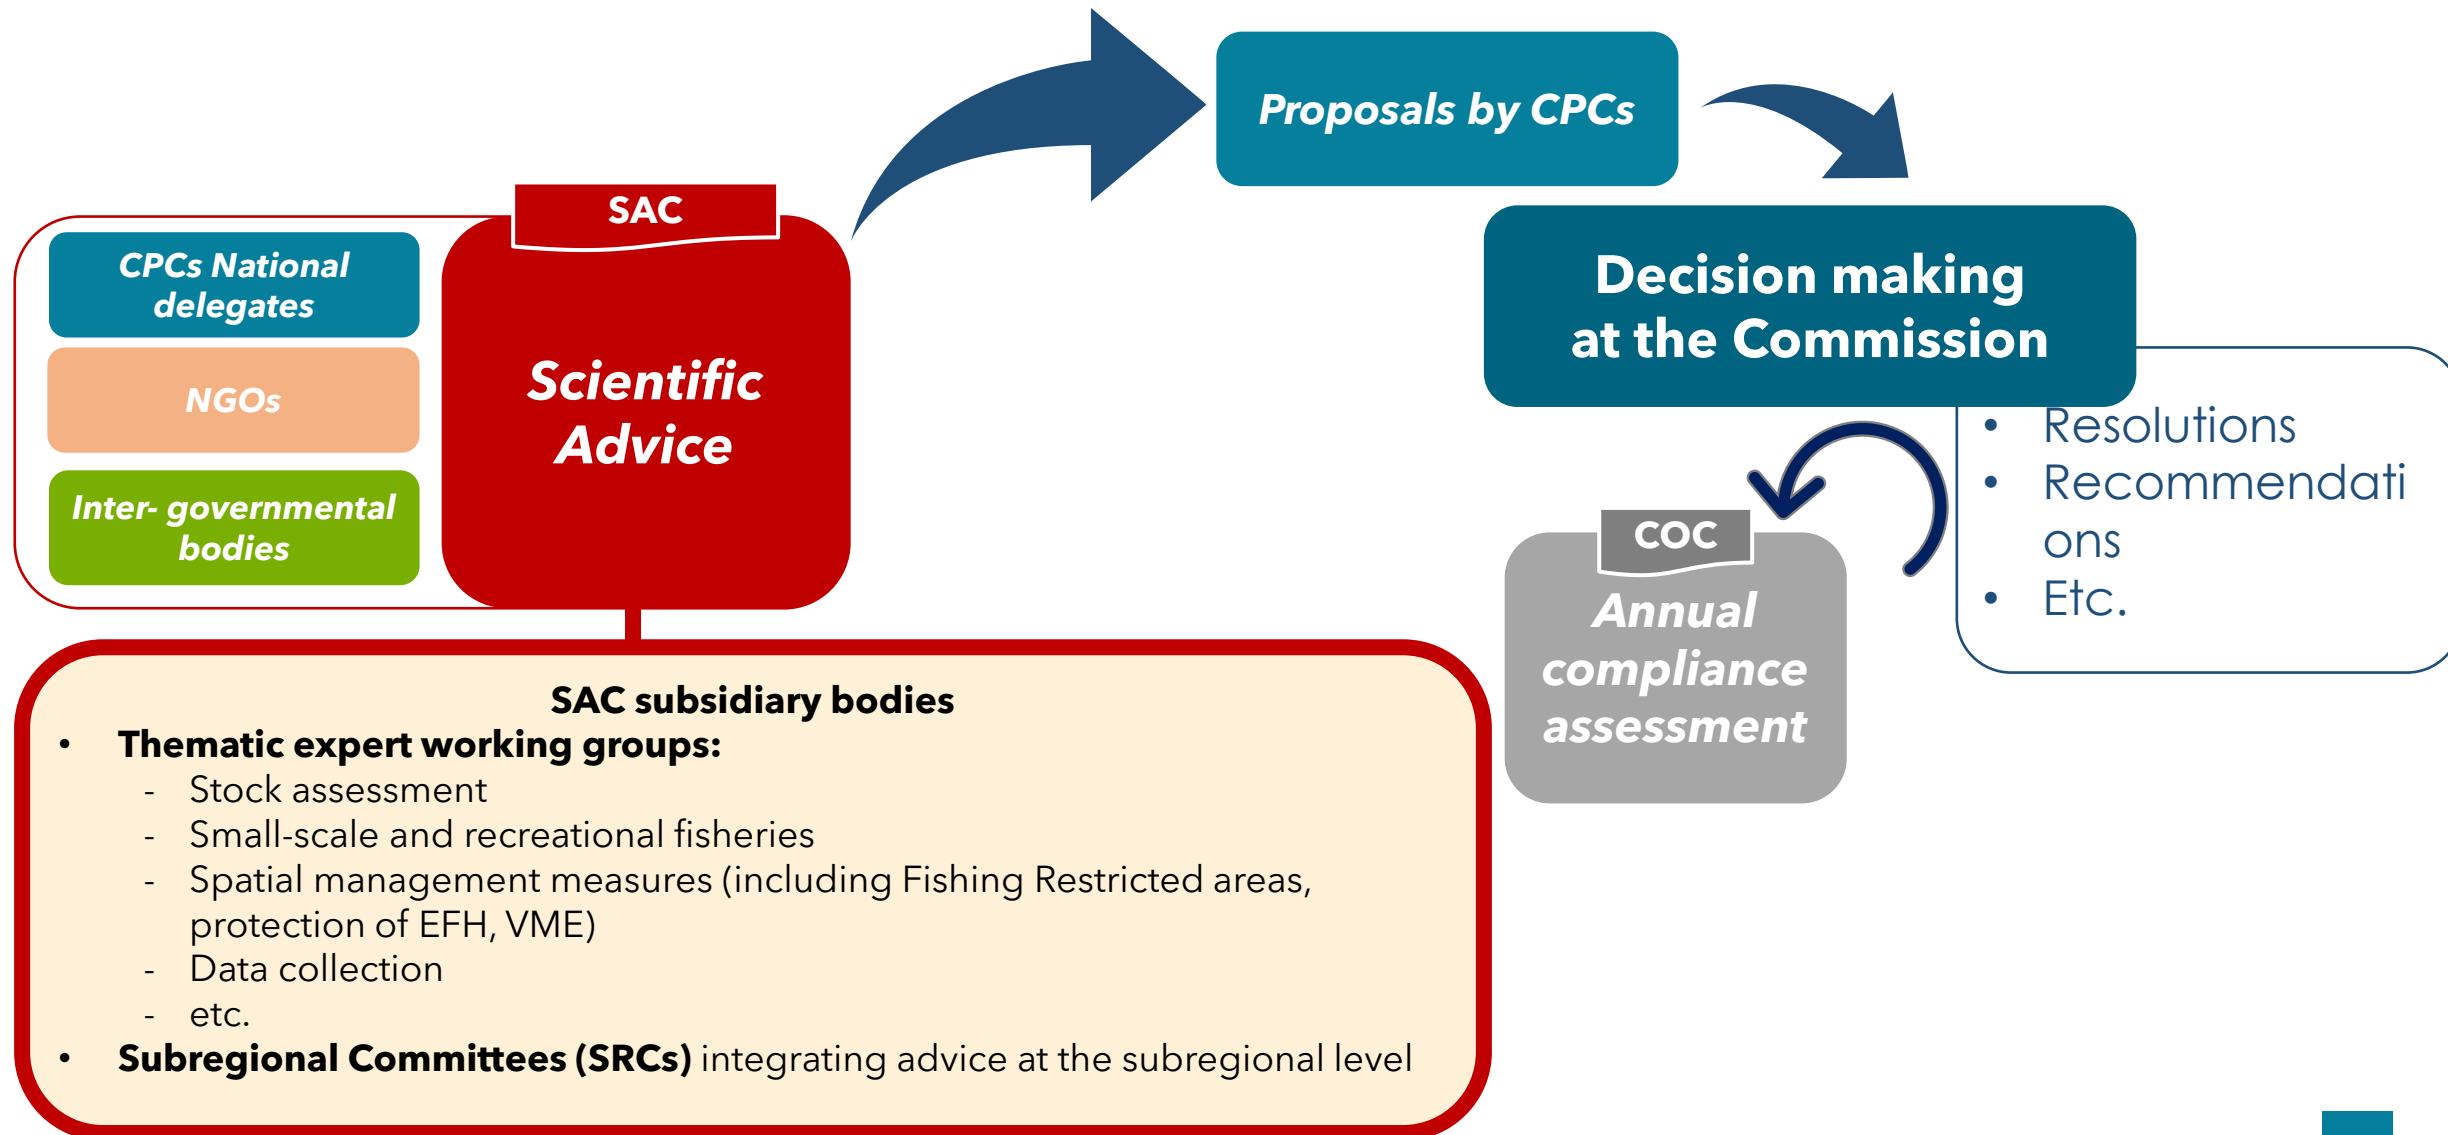 Proposals by CPCs
SAC
CPCs National
delegates
NGOs
Inter- governmental
bodies
Scientific
Advice
Decision making
at the Commission
• Resolutions
• Recommendati
ons
• Etc.
COC
Annual
compliance
assessment
SAC subsidiary bodies
• Thematic expert working groups:
- Stock assessment
- Small-scale and recreational fisheries
- Spatial management measures (including Fishing Restricted areas,
protection of EFH, VME)
- Data collection
- etc.
• Subregional Committees (SRCs) integrating advice at the subregional level